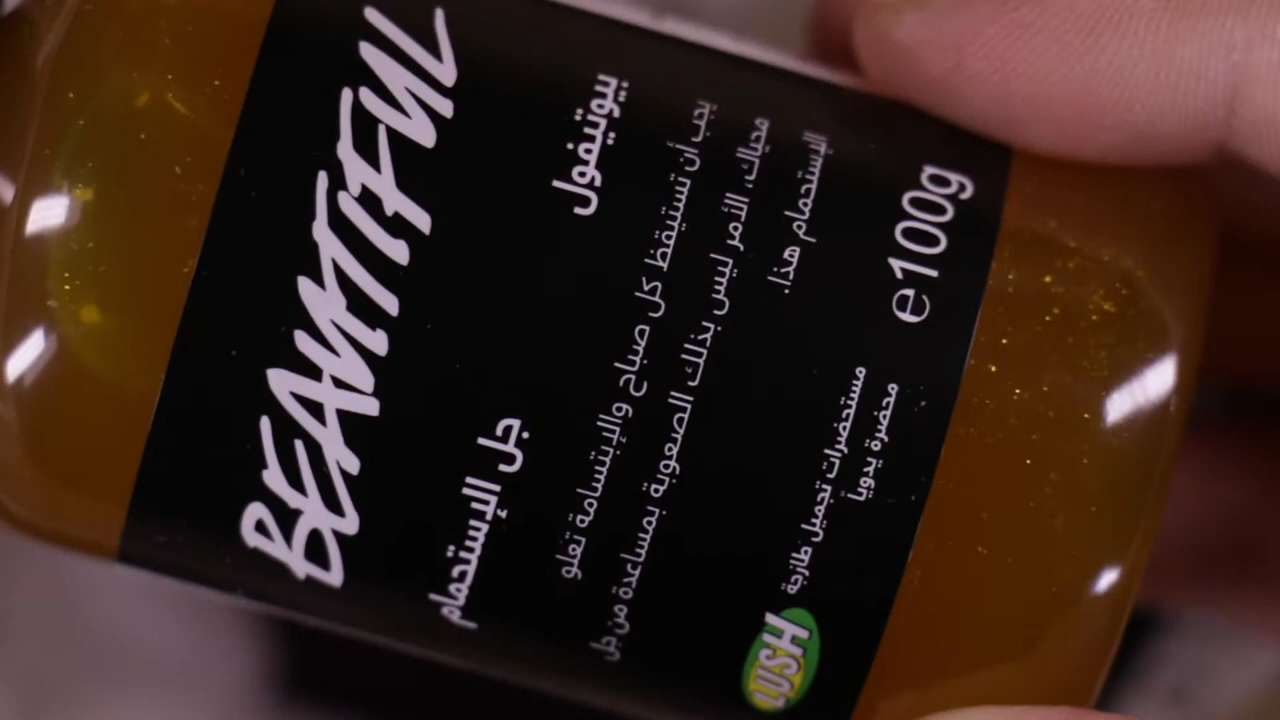 BEAUTIFUL
جل الإستحمام
بيوتيفول
يجب أن تستيقظ كل صباح والإبتسامة تعلو
محياك، الأمر ليس بذلك الصعوبة بمساعدة من جل
الإستحمام هذا.
LUSH
مستحضرات تجميل طازجة
محضرة يدوياً
e100g